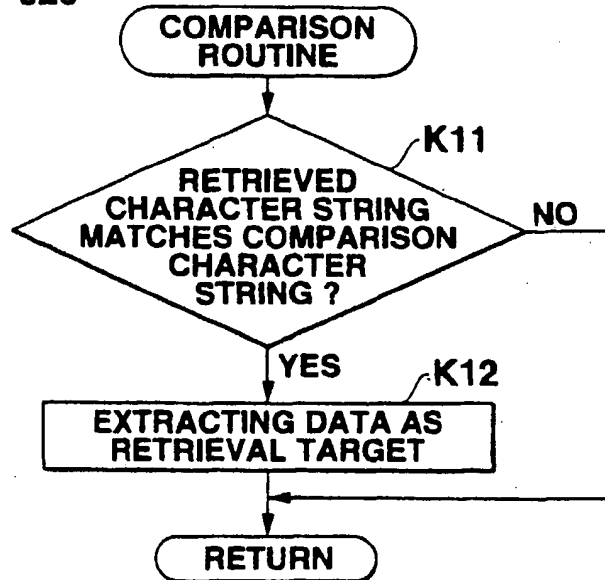 COMPARISON
ROUTINE
K11
RETRIEVED
CHARACTER STRING
MATCHES COMPARISON
CHARACTER
STRING ?
NO
YES
K12
EXTRACTING DATA AS
RETRIEVAL TARGET
RETURN